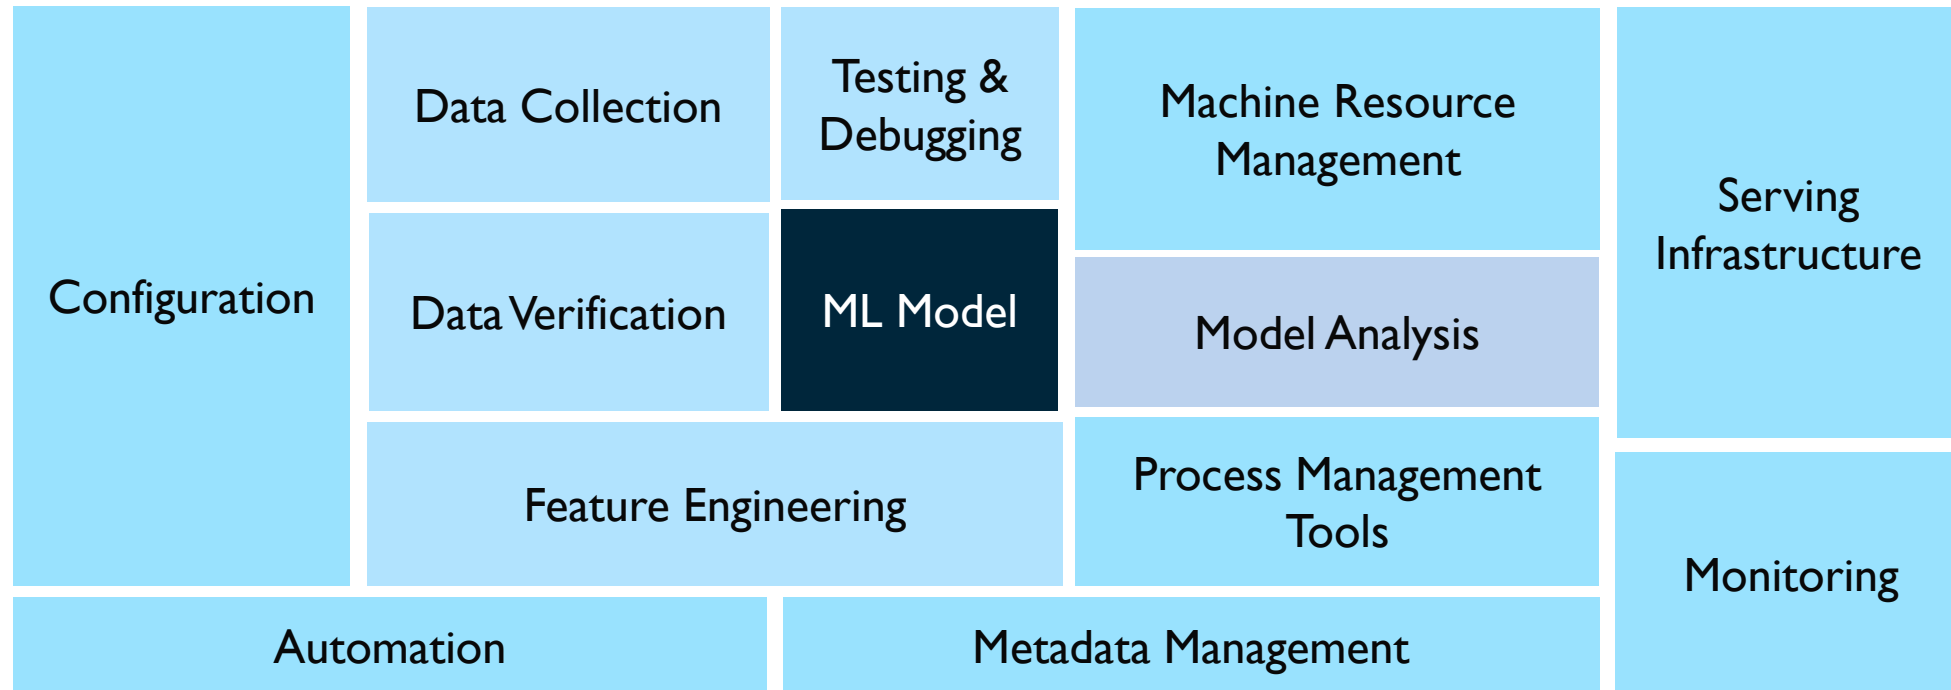 Configuration
Data Collection
Testing &
Debugging
Machine Resource
Management
Serving
Infrastructure
Data Verification
ML Model
Model Analysis
Feature Engineering
Process Management
Tools
Monitoring
Automation
Metadata Management